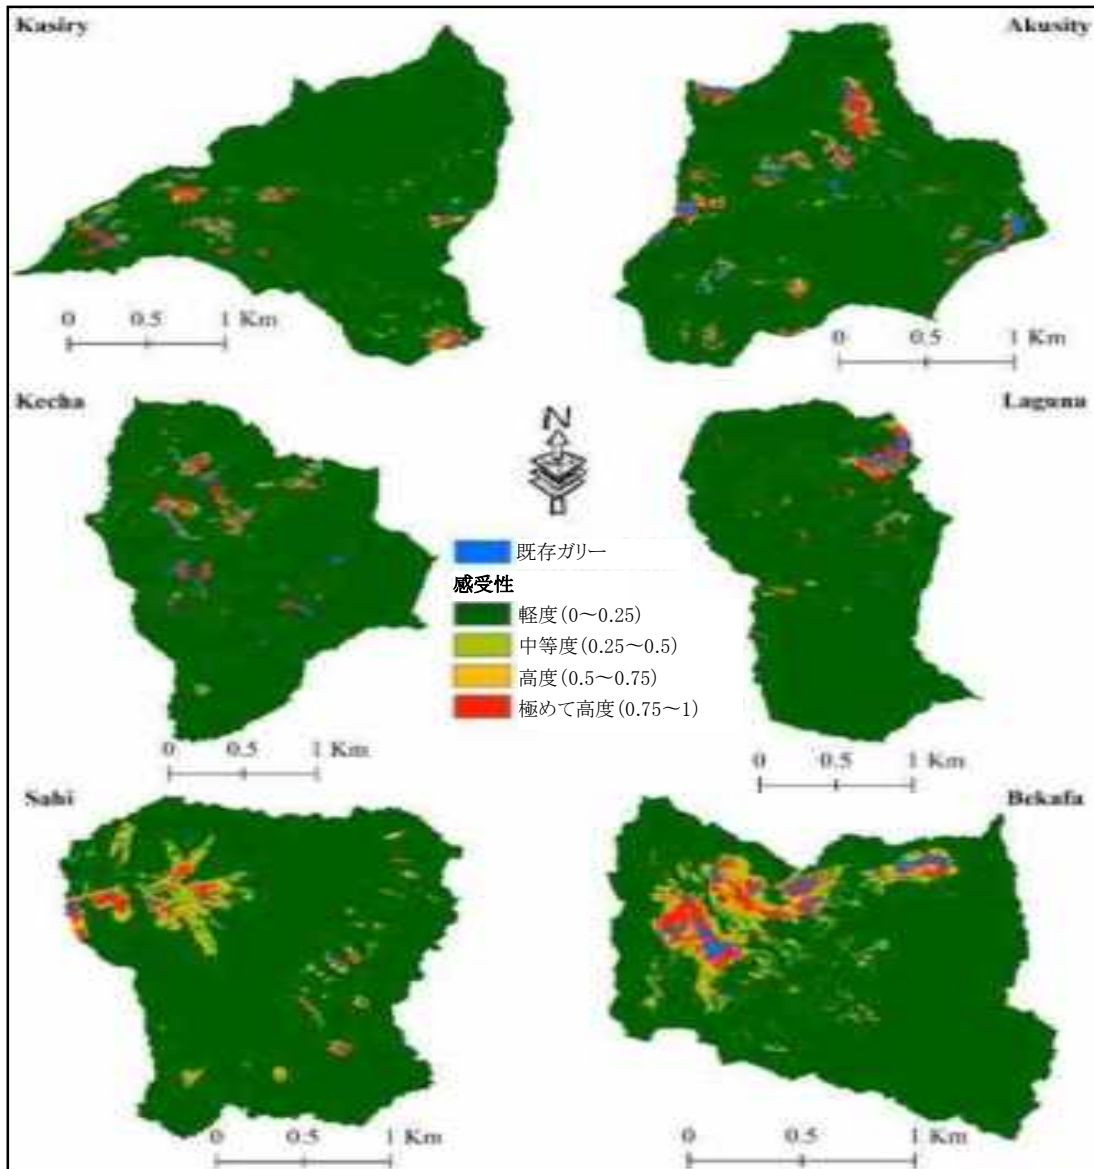 Kasiry
Akusity
0 0.5 1 Km
0 0.5 1 Km
Kecha
Laguna
N
既存ガリー
感受性
軽度(0～0.25)
中等度(0.25～0.5)
高度(0.5～0.75)
極めて高度(0.75～1)
0 0.5 1 Km
0 0.5 1 Km
Sahi
Bekafa
0 0.5 1 Km
0 0.5 1 Km